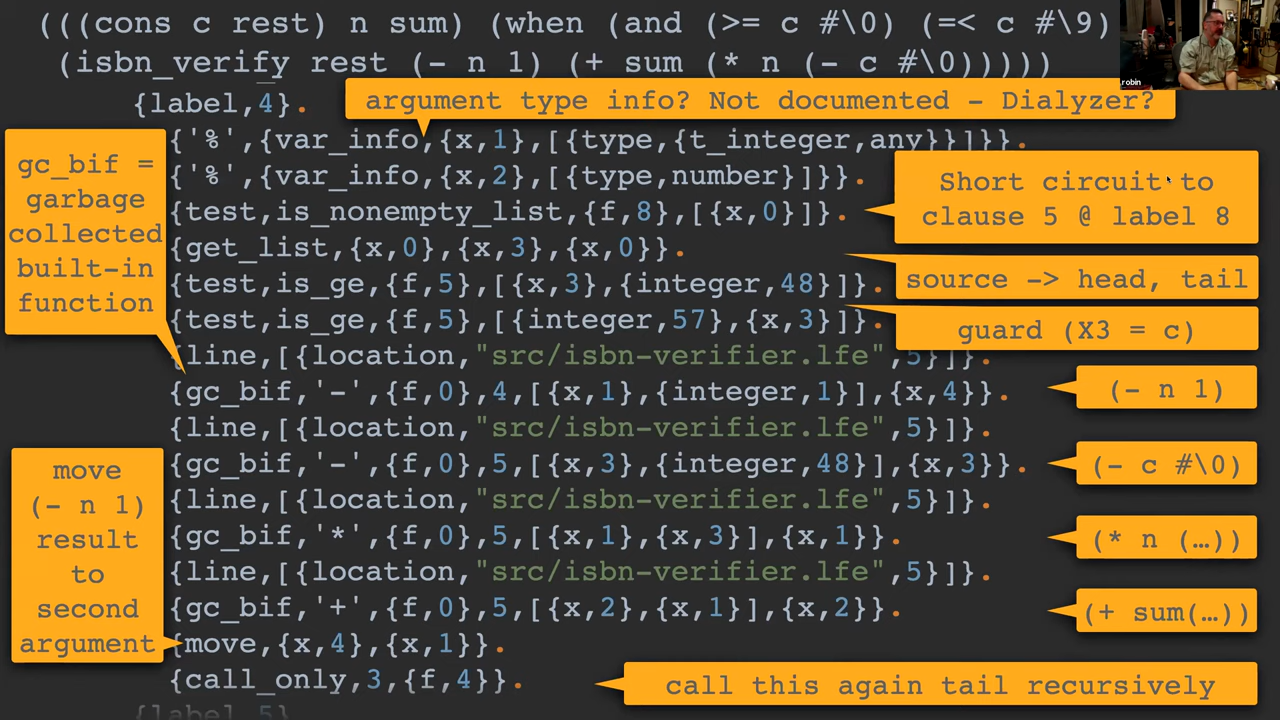 (((cons c rest) n sum) (when (and (>= c #\0) (=< c #\9)
(isbn_verify rest (- n 1) (+ sum (* n (- c #\0)))))
robin
{label,4}.
argument type info? Not documented - Dialyzer?
{'%',{var_info,{x,1},[{type,{t_integer,any}}]}}.
{'%',{var_info,{x,2},[{type,number}]}}.
{test,is_nonempty_list,{f,8},[{x,0}]}.
{get_list,{x,0},{x,3},{x,0}}.
{test,is_ge,{f,5},[{x,3},{integer,48}]}.
{test,is_ge,{f,5},[{integer,57},{x,3}]}.
{line,[{location,"src/isbn-verifier.lfe",5}]}.
{gc_bif,'-',{f,0},4,[{x,1},{integer,1}],{x,4}}.
{line,[{location,"src/isbn-verifier.lfe",5}]}.
{gc_bif,'-',{f,0},5,[{x,3},{integer,48}],{x,3}}.
{line,[{location,"src/isbn-verifier.lfe",5}]}.
{gc_bif,'*',{f,0},5,[{x,1},{x,3}],{x,1}}.
{line,[{location,"src/isbn-verifier.lfe",5}]}.
{gc_bif,'+',{f,0},5,[{x,2},{x,1}],{x,2}}.
{move,{x,4},{x,1}}.
{call_only,3,{f,4}}.
{label,5}
gc_bif =
garbage
collected
built-in
function
move
(- n 1)
result
to
second
argument
Short circuit to
clause 5 @ label 8
source -> head, tail
guard (X3 = c)
(- n 1)
(- c #\0)
(* n (…))
(+ sum(…))
call this again tail recursively